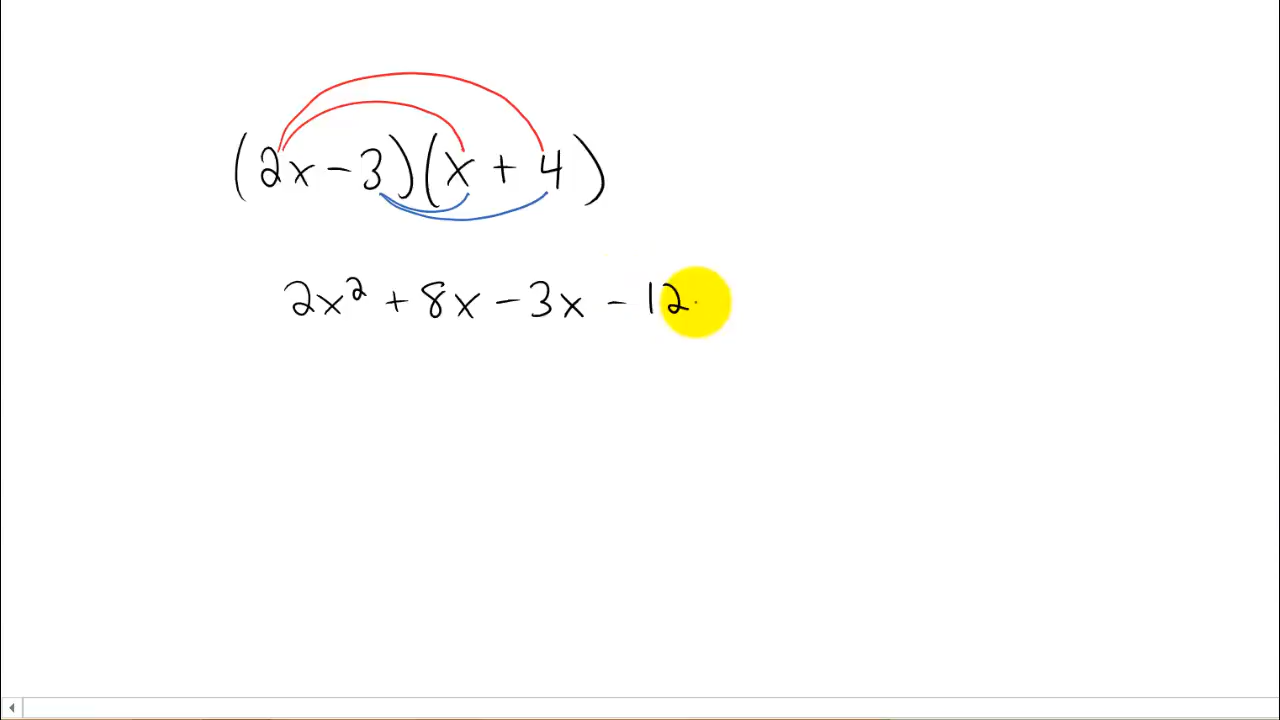 (2x-3)(x + 4)
2x² + 8x - 3x - 12